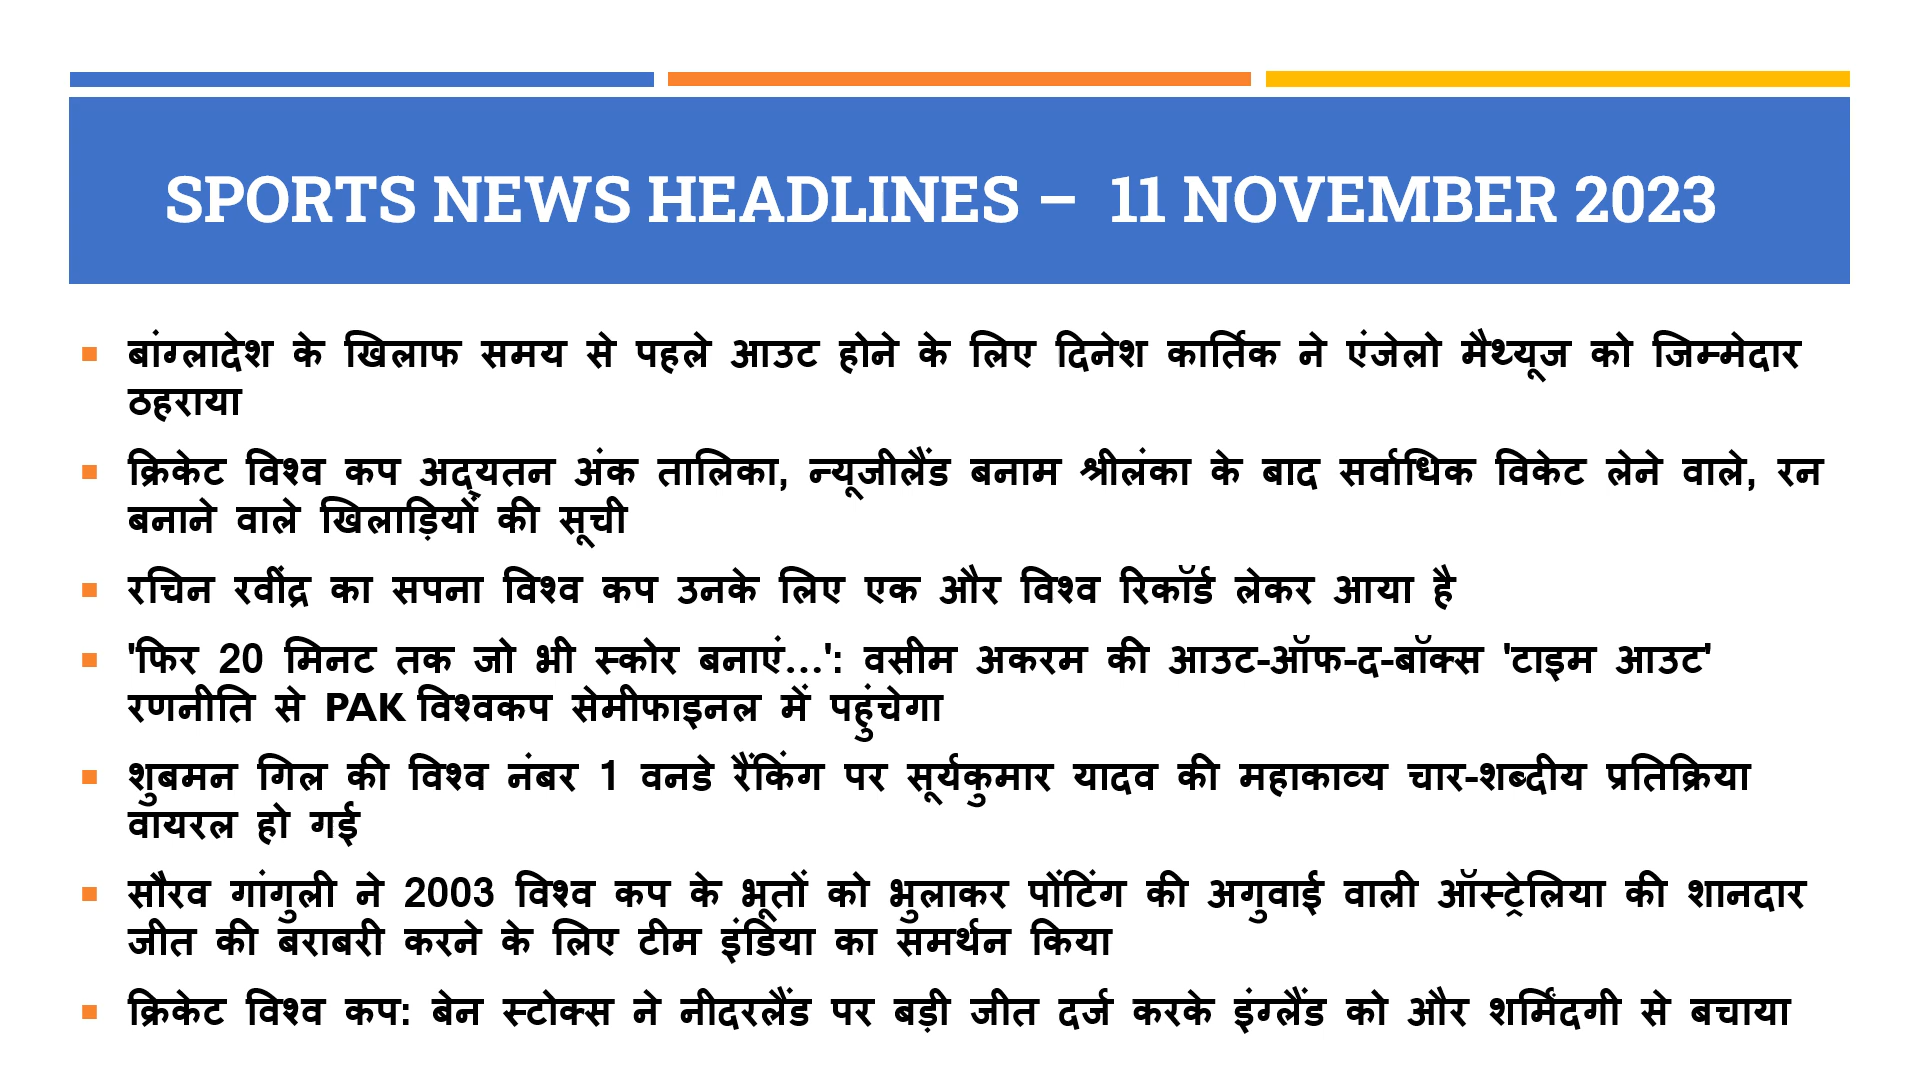 SPORTS NEWS HEADLINES – 11 NOVEMBER 2023
बांग्लादेश के खिलाफ समय से पहले आउट होने के लिए दिनेश कार्तिक ने एंजेलो मैथ्यूज को जिम्मेदार
ठहराया
क्रिकेट विश्व कप अद्यतन अंक तालिका, न्यूजीलैंड बनाम श्रीलंका के बाद सर्वाधिक विकेट लेने वाले, रन
बनाने वाले खिलाड़ियों की सूची
रचिन रवींद्र का सपना विश्व कप उनके लिए एक और विश्व रिकॉर्ड लेकर आया है
'फिर 20 मिनट तक जो भी स्कोर बनाएं...': वसीम अकरम की आउट-ऑफ-द-बॉक्स 'टाइम आउट'
रणनीति से PAK विश्वकप सेमीफाइनल में पहुंचेगा
शुबमन गिल की विश्व नंबर 1 वनडे रैंकिंग पर सूर्यकुमार यादव की महाकाव्य चार-शब्दीय प्रतिक्रिया
वायरल हो गई
सौरव गांगुली ने 2003 विश्व कप के भूतों को भुलाकर पोंटिंग की अगुवाई वाली ऑस्ट्रेलिया की शानदार
जीत की बराबरी करने के लिए टीम इंडिया का समर्थन किया
क्रिकेट विश्व कप: बेन स्टोक्स ने नीदरलैंड पर बड़ी जीत दर्ज करके इंग्लैंड को और शर्मिंदगी से बचाया